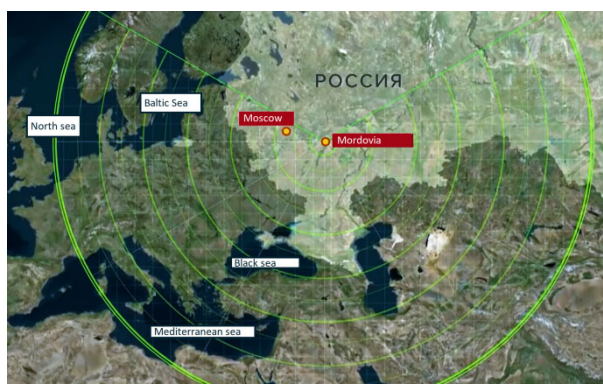 РОССИЯ
Baltic Sea
Moscow
North sea
Mordovia
Black sea
Mediterranean sea